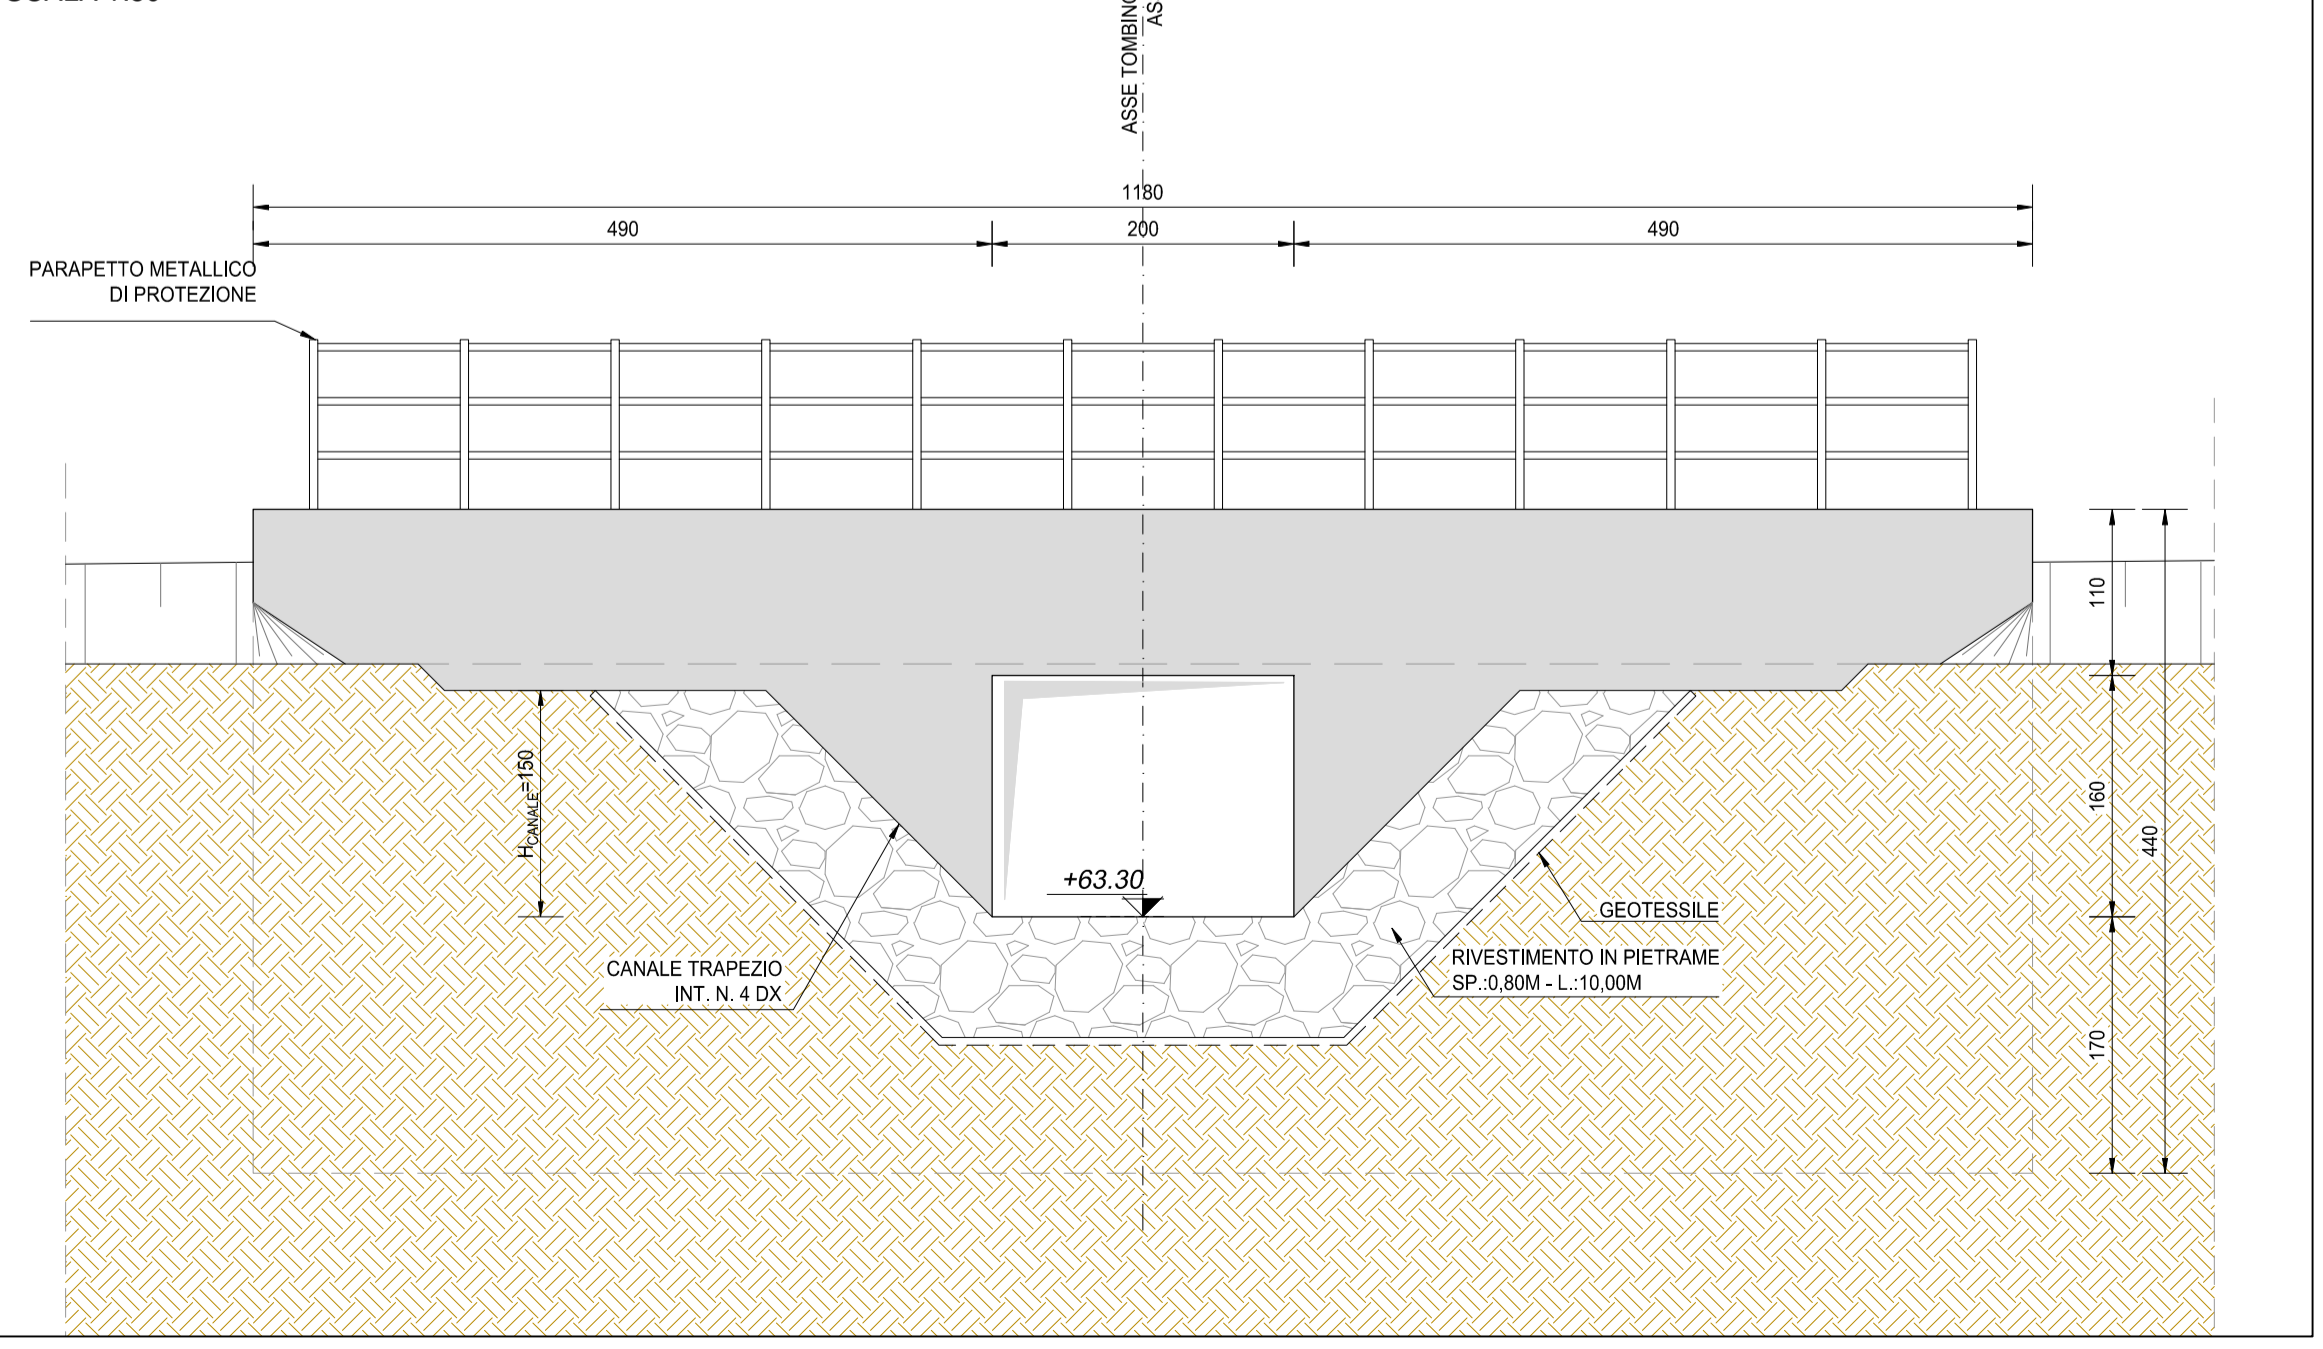 ASSE TOMBINO
1180
490
200
490
PARAPETTO METALLICO
DI PROTEZIONE
110
HCANALE=150
160
440
+63.30
GEOTESSILE
CANALE TRAPEZIO
INT. N. 4 DX
RIVESTIMENTO IN PIETRAME
SP.:0,80M - L.:10,00M
170